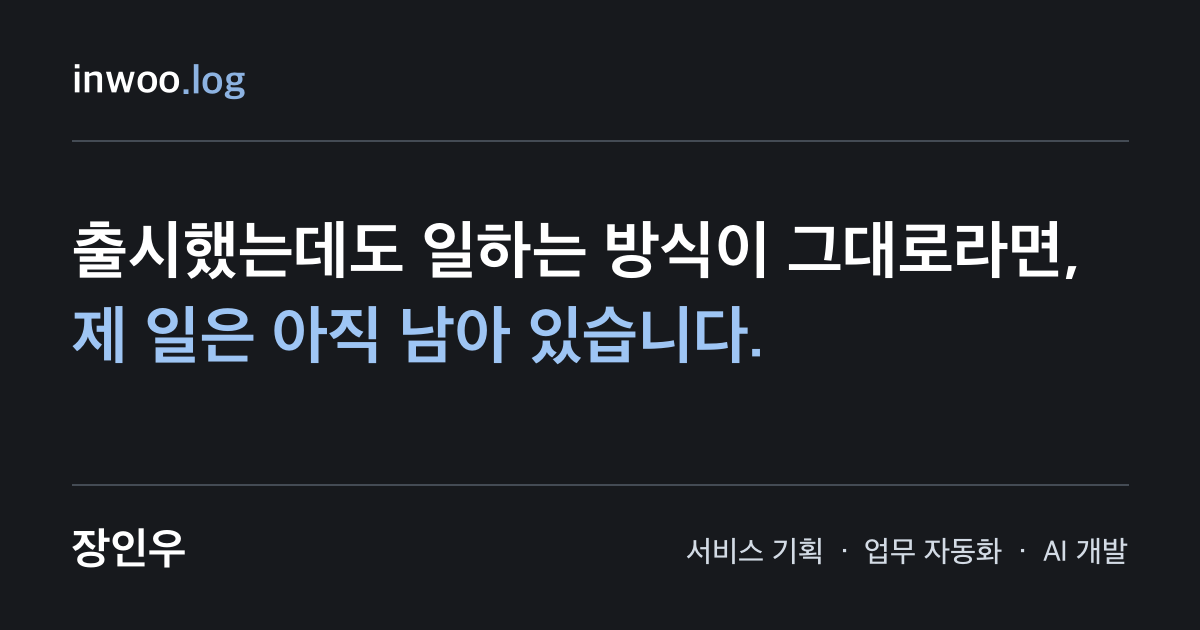 inwoo.log
출시했는데도 일하는 방식이 그대로라면,
제 일은 아직 남아 있습니다.
장인우
서비스 기획 · 업무 자동화 · AI 개발